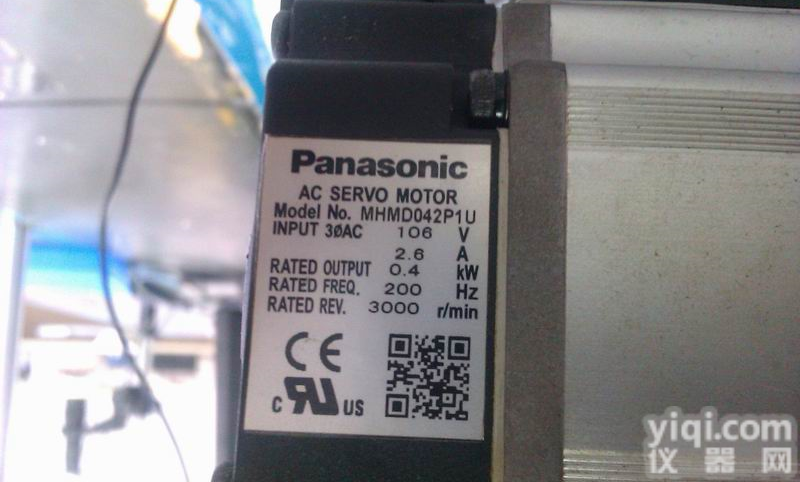 Panasonic
AC SERVO MOTOR
Model No. MHMD042P1U
INPUT 3ØAC 106 V
2.6 A
RATED OUTPUT 0.4 kW
RATED FREQ. 200 Hz
RATED REV. 3000 r/min
CE
C RU US
yiqi.com
仪器网